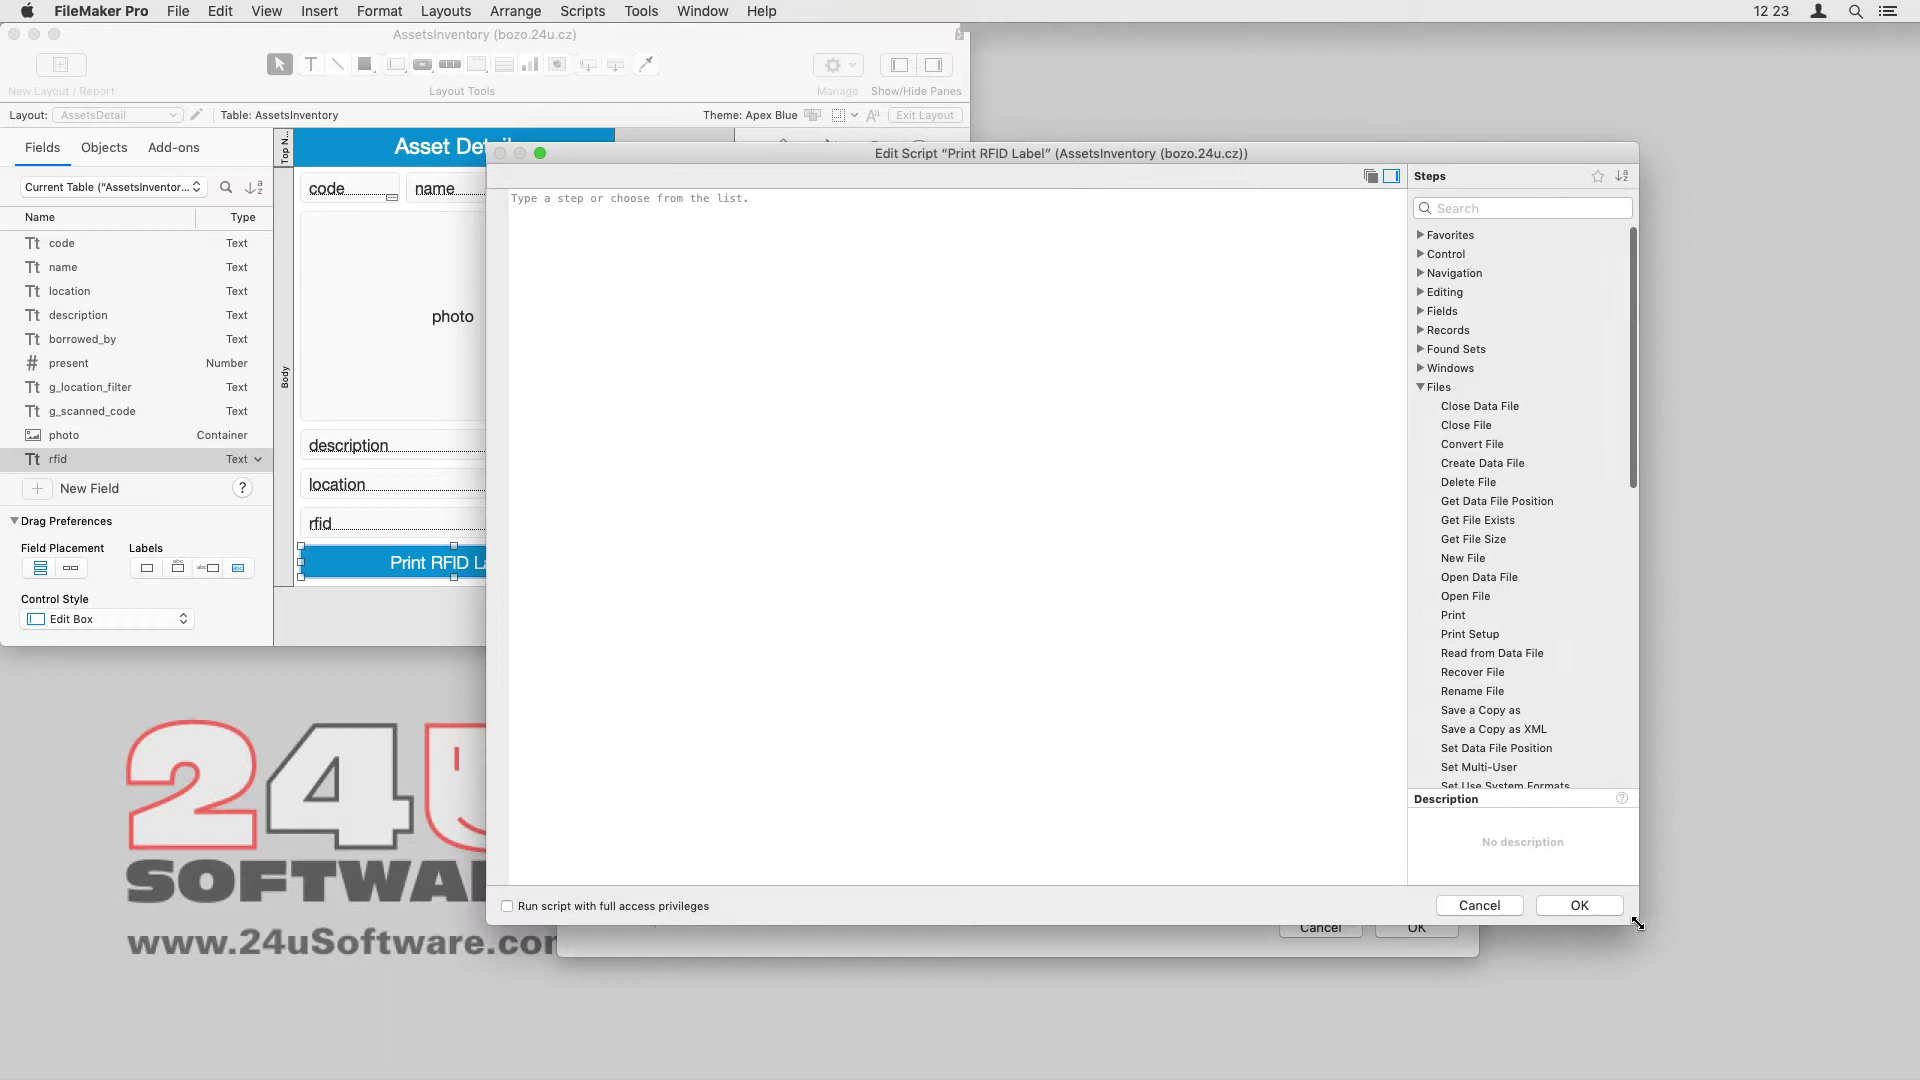 FileMaker Pro File Edit View Insert Format Layouts Arrange Scripts Tools Window Help 12 23
AssetsInventory (bozo.24u.cz)
New Layout / Report Layout Tools Manage Show/Hide Panes
Layout: AssetsDetail Table: AssetsInventory Theme: Apex Blue Exit Layout
Fields Objects Add-ons
Current Table ("AssetsInventor...
Name Type
code Text
name Text
location Text
description Text
borrowed_by Text
present Number
g_location_filter Text
g_scanned_code Text
photo Container
rfid Text
New Field ?
Drag Preferences
Field Placement Labels
Control Style
Edit Box
Top N...
Body
Asset Detail
code name
photo
description
location
rfid
Print RFID La
Edit Script “Print RFID Label” (AssetsInventory (bozo.24u.cz))
Type a step or choose from the list.
Steps
Search
Favorites
Control
Navigation
Editing
Fields
Records
Found Sets
Windows
Files
Close Data File
Close File
Convert File
Create Data File
Delete File
Get Data File Position
Get File Exists
Get File Size
New File
Open Data File
Open File
Print
Print Setup
Read from Data File
Recover File
Rename File
Save a Copy as
Save a Copy as XML
Set Data File Position
Set Multi-User
Set Use System Formats
Description
No description
Run script with full access privileges Cancel OK
Cancel OK
24U
SOFTWA
www.24uSoftware.com